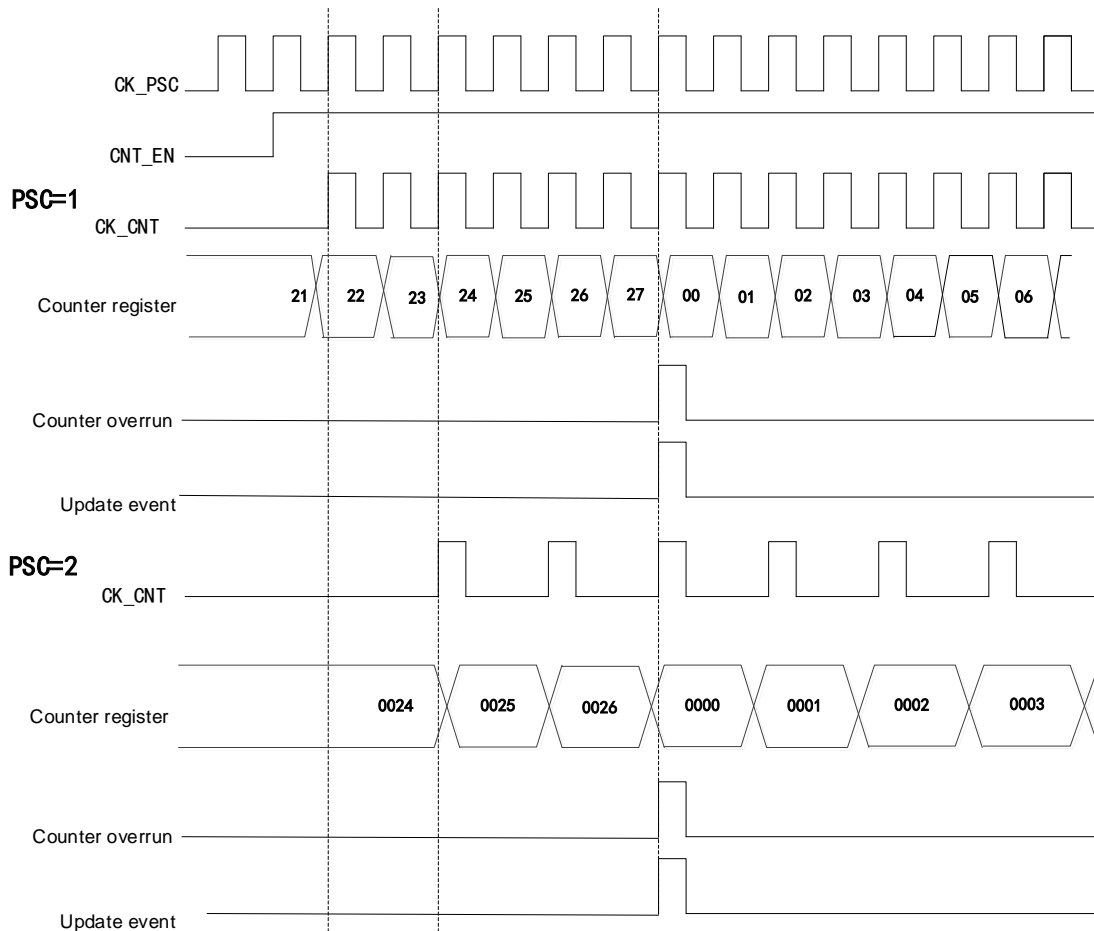 CK_PSC
CNT_EN
PSC=1
CK_CNT
Counter register 21 22 23 24 25 26 27 00 01 02 03 04 05 06
Counter overrun
Update event
PSC=2
CK_CNT
Counter register 0024 0025 0026 0000 0001 0002 0003
Counter overrun
Update event